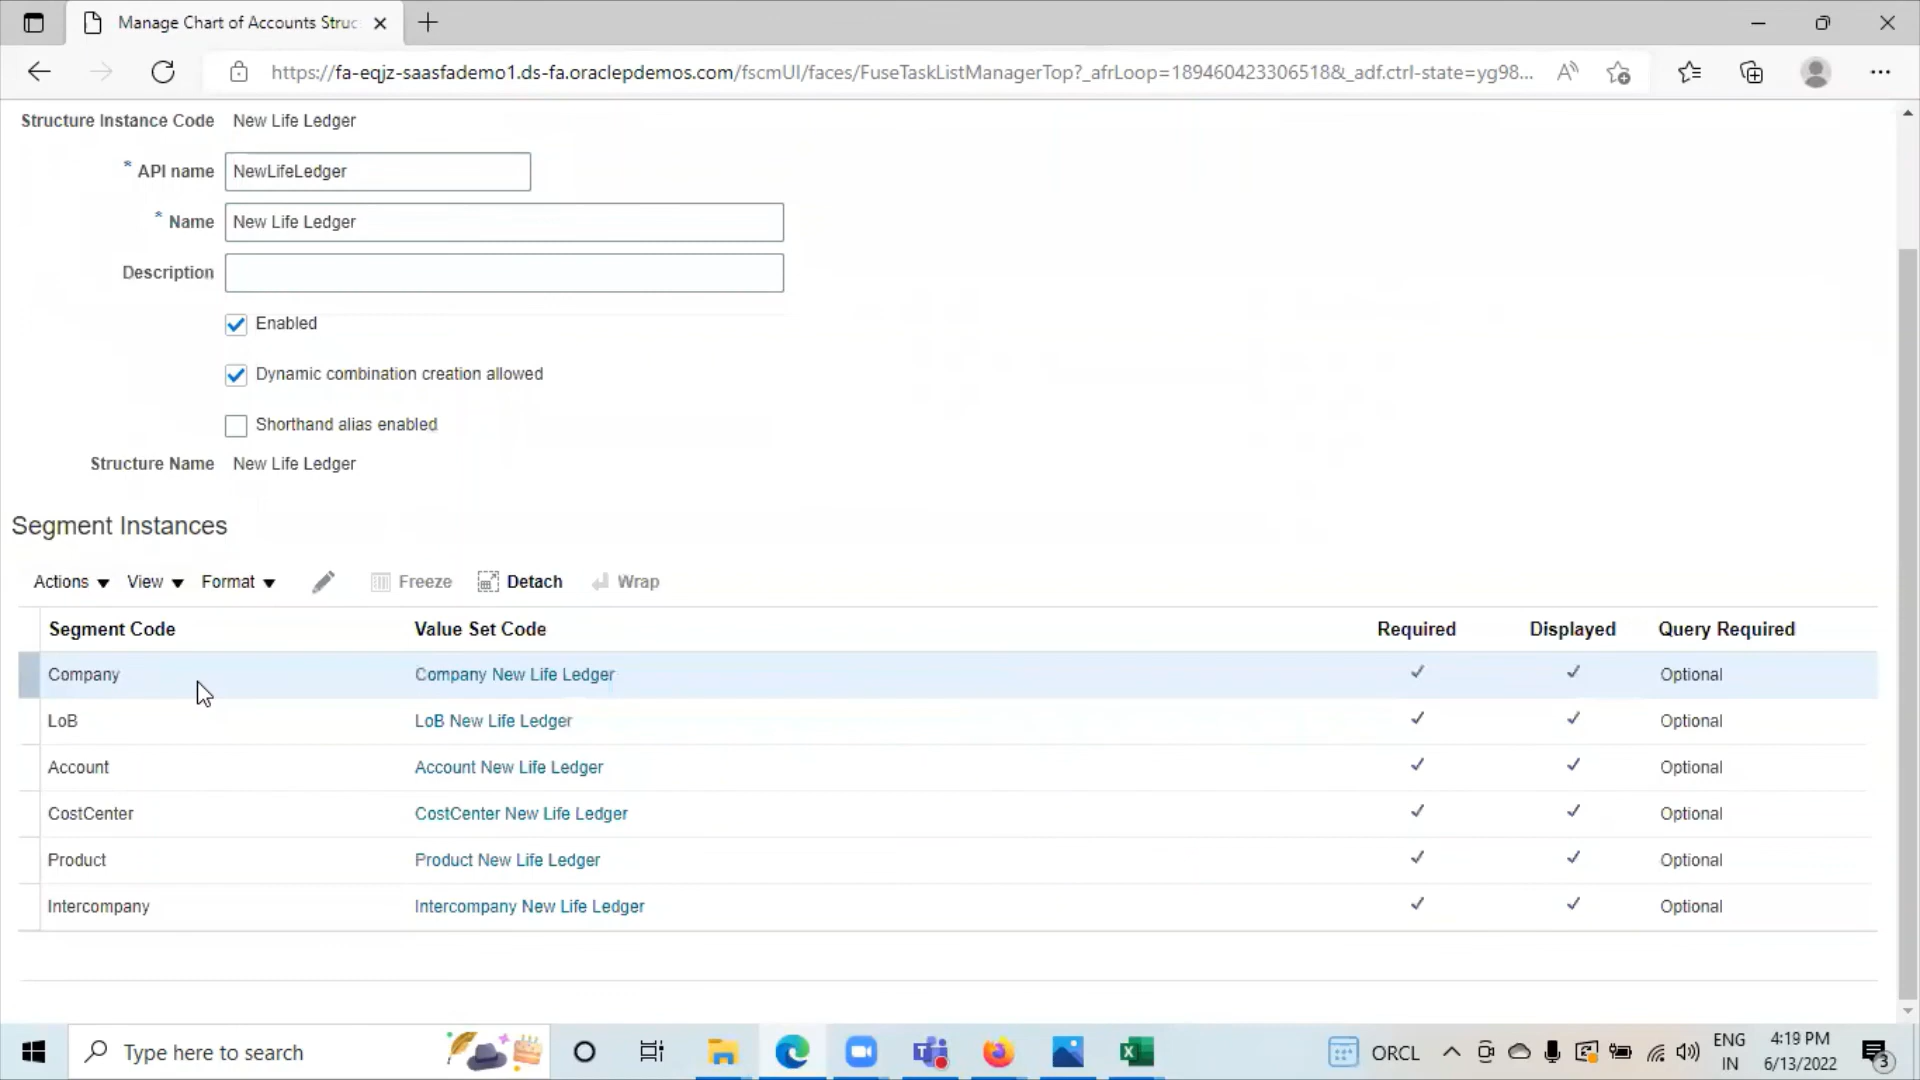 Manage Chart of Accounts Struc
https://fa-eqjz-saasfademo1.ds-fa.oraclepdemos.com/fscmUI/faces/FuseTaskListManagerTop?_afrLoop=189460423306518&_adf.ctrl-state=yg98...
Structure Instance Code New Life Ledger
* API name NewLifeLedger
* Name New Life Ledger
Description
Enabled
Dynamic combination creation allowed
Shorthand alias enabled
Structure Name New Life Ledger
Segment Instances
Actions View Format Freeze Detach Wrap
Segment Code Value Set Code Required Displayed Query Required
Company Company New Life Ledger Optional
LoB LoB New Life Ledger Optional
Account Account New Life Ledger Optional
CostCenter CostCenter New Life Ledger Optional
Product Product New Life Ledger Optional
Intercompany Intercompany New Life Ledger Optional
Type here to search
ORCL
ENG
IN
4:19 PM
6/13/2022
3